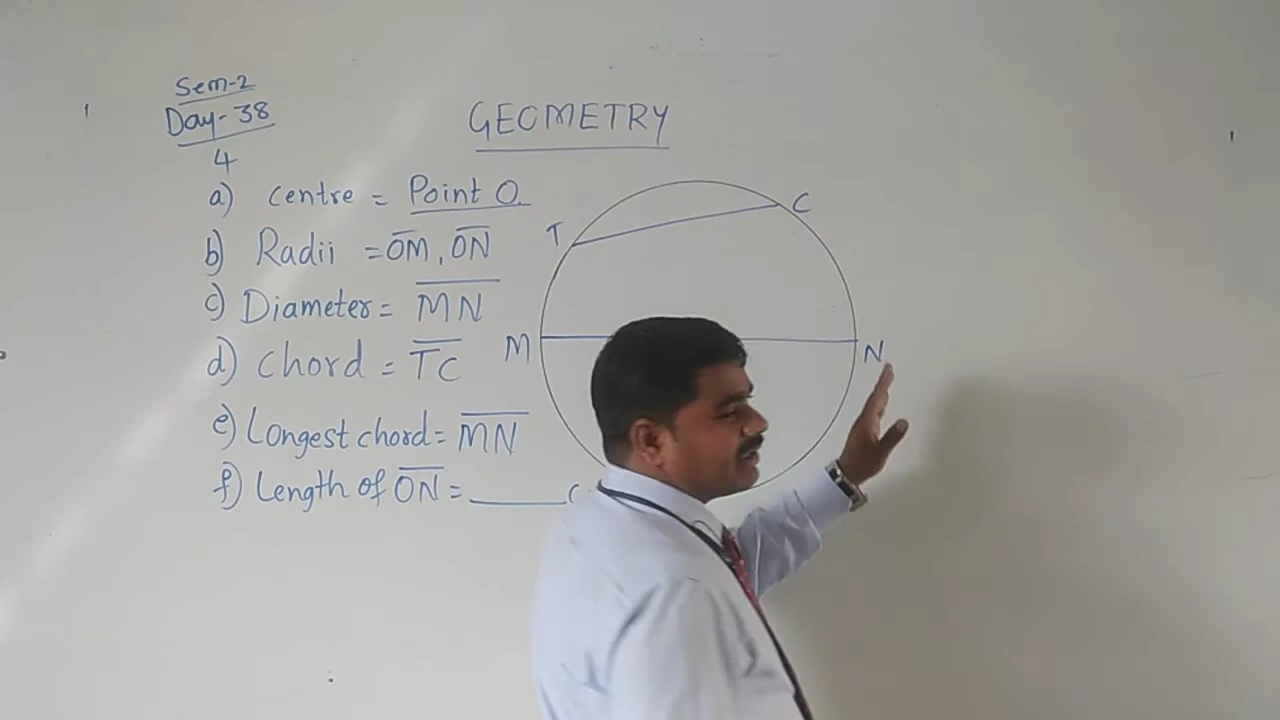 Sem-2
Day-38
GEOMETRY
4
a) Centre = Point O
b) Radii = OM, ON
c) Diameter = MN
d) Chord = TC
e) Longest chord = MN
f) Length of ON = ______ C
T
C
M
N